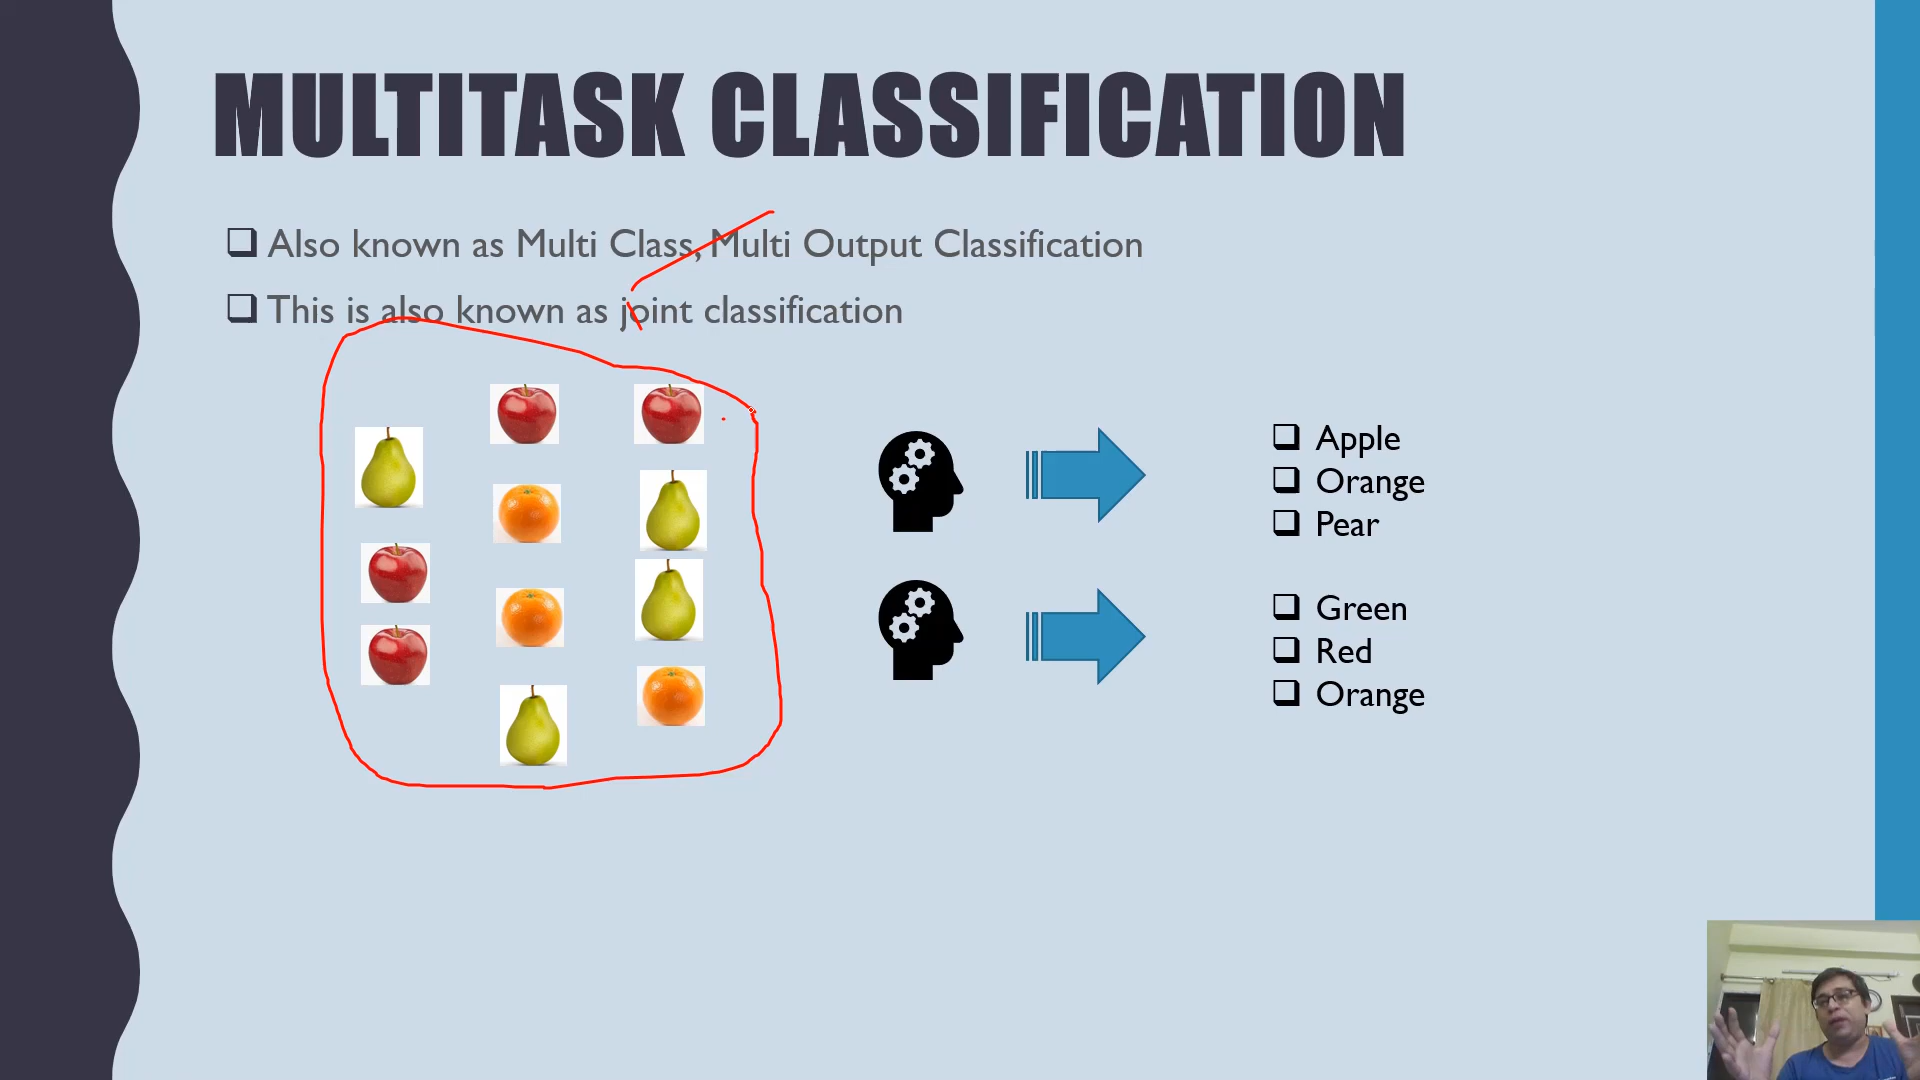 MULTITASK CLASSIFICATION
Also known as Multi Class, Multi Output Classification
This is also known as joint classification
Apple
Orange
Pear
Green
Red
Orange